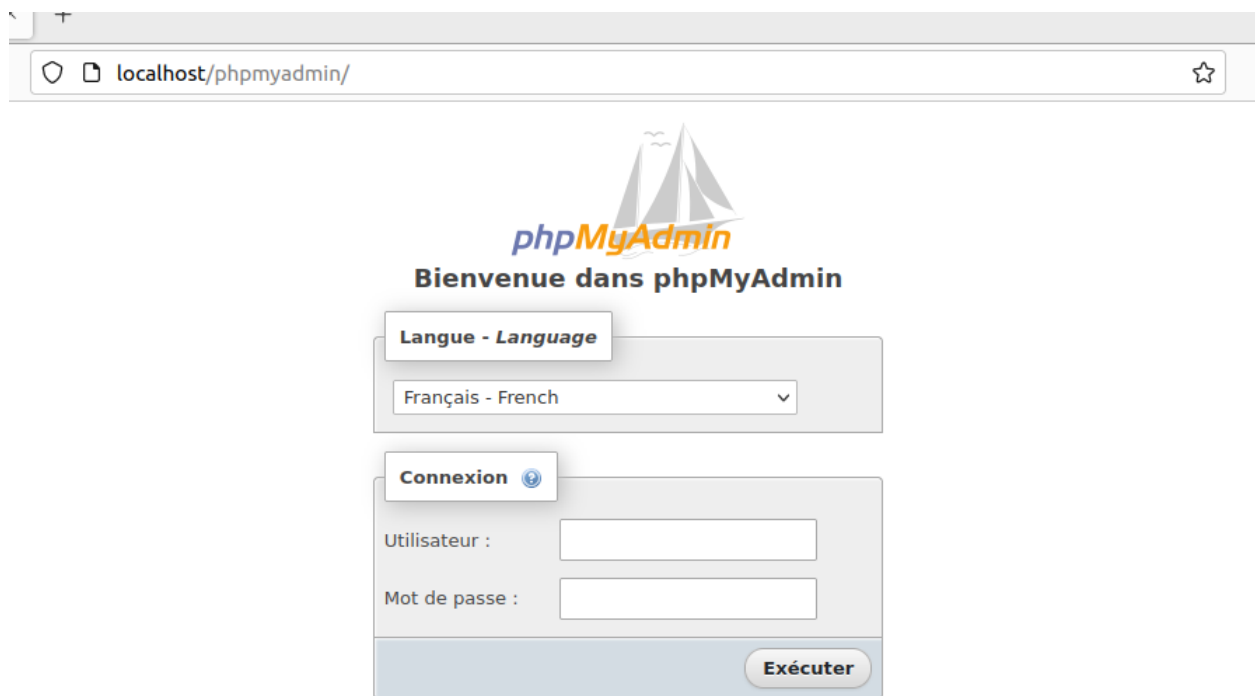 localhost/phpmyadmin/
phpMyAdmin
Bienvenue dans phpMyAdmin
Langue - Language
Français - French
Connexion
Utilisateur :
Mot de passe :
Exécuter